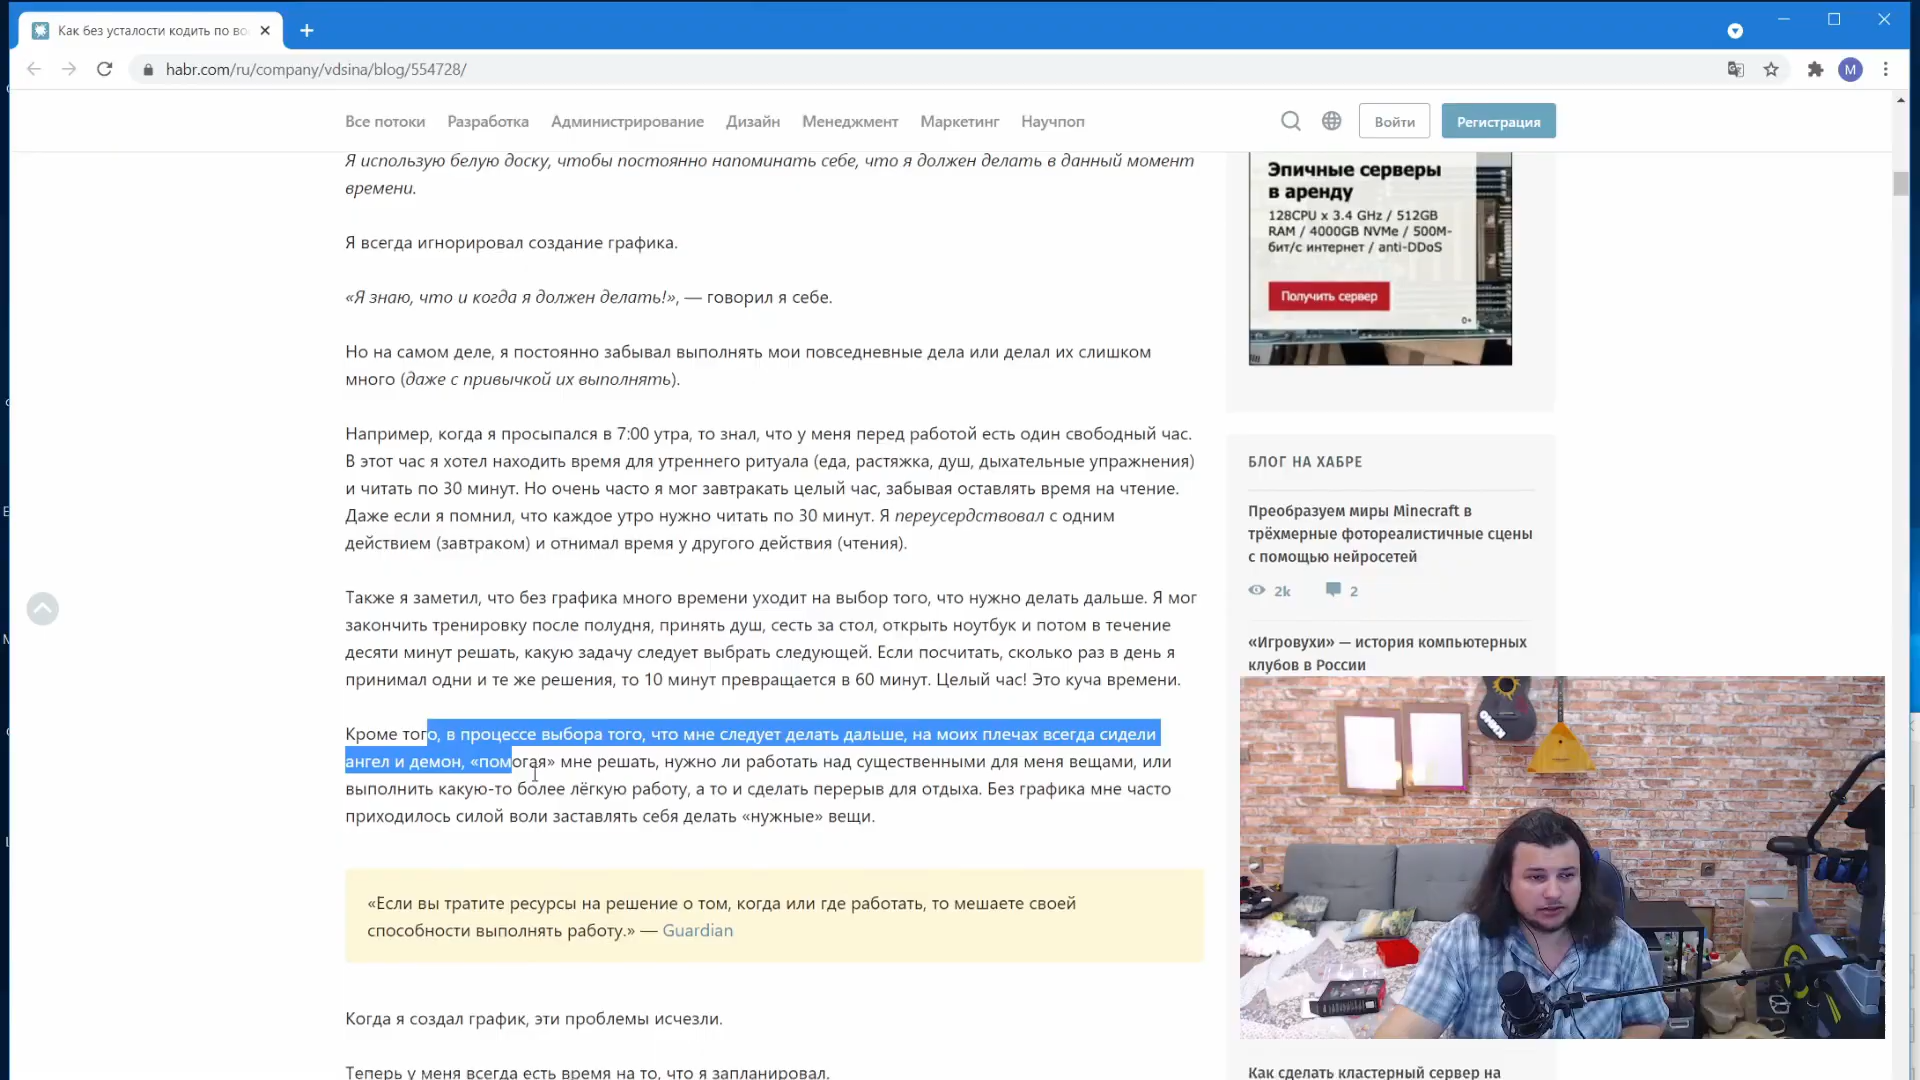 Как без усталости кодить по во
habr.com/ru/company/vdsina/blog/554728/
M
Все потоки Разработка Администрирование Дизайн Менеджмент Маркетинг Научпоп
Войти
Регистрация
Я использую белую доску, чтобы постоянно напоминать себе, что я должен делать в данный момент
времени.
Я всегда игнорировал создание графика.
«Я знаю, что и когда я должен делать!», — говорил я себе.
Но на самом деле, я постоянно забывал выполнять мои повседневные дела или делал их слишком
много (даже с привычкой их выполнять).
Например, когда я просыпался в 7:00 утра, то знал, что у меня перед работой есть один свободный час.
В этот час я хотел находить время для утреннего ритуала (еда, растяжка, душ, дыхательные упражнения)
и читать по 30 минут. Но очень часто я мог завтракать целый час, забывая оставлять время на чтение.
Даже если я помнил, что каждое утро нужно читать по 30 минут. Я переусердствовал с одним
действием (завтраком) и отнимал время у другого действия (чтения).
Также я заметил, что без графика много времени уходит на выбор того, что нужно делать дальше. Я мог
закончить тренировку после полудня, принять душ, сесть за стол, открыть ноутбук и потом в течение
десяти минут решать, какую задачу следует выбрать следующей. Если посчитать, сколько раз в день я
принимал одни и те же решения, то 10 минут превращается в 60 минут. Целый час! Это куча времени.
Кроме того, в процессе выбора того, что мне следует делать дальше, на моих плечах всегда сидели
ангел и демон, «помогая» мне решать, нужно ли работать над существенными для меня вещами, или
выполнить какую-то более лёгкую работу, а то и сделать перерыв для отдыха. Без графика мне часто
приходилось силой воли заставлять себя делать «нужные» вещи.
«Если вы тратите ресурсы на решение о том, когда или где работать, то мешаете своей
способности выполнять работу.» — Guardian
Когда я создал график, эти проблемы исчезли.
Теперь у меня всегда есть время на то, что я запланировал.
Эпичные серверы
в аренду
128CPU x 3.4 GHz / 512GB
RAM / 4000GB NVMe / 500М-
бит/с интернет / anti-DDoS
Получить сервер
0+
БЛОГ НА ХАБРЕ
Преобразуем миры Minecraft в
трёхмерные фотореалистичные сцены
с помощью нейросетей
2k 2
«Игровухи» — история компьютерных
клубов в России
Как сделать кластерный сервер на